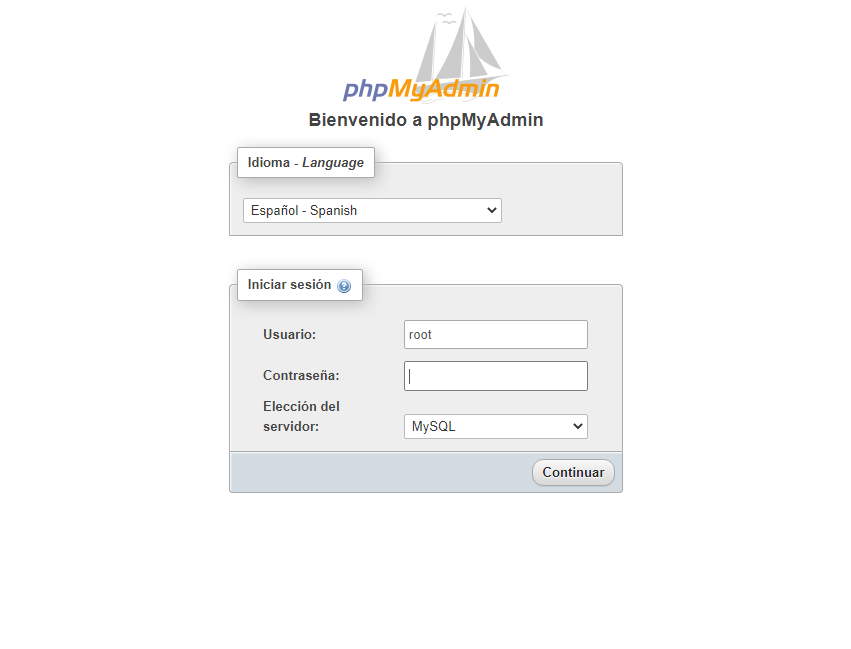 phpMyAdmin
Bienvenido a phpMyAdmin
Idioma - Language
Español - Spanish
Iniciar sesión
Usuario:
root
Contraseña:
Elección del
servidor:
MySQL
Continuar